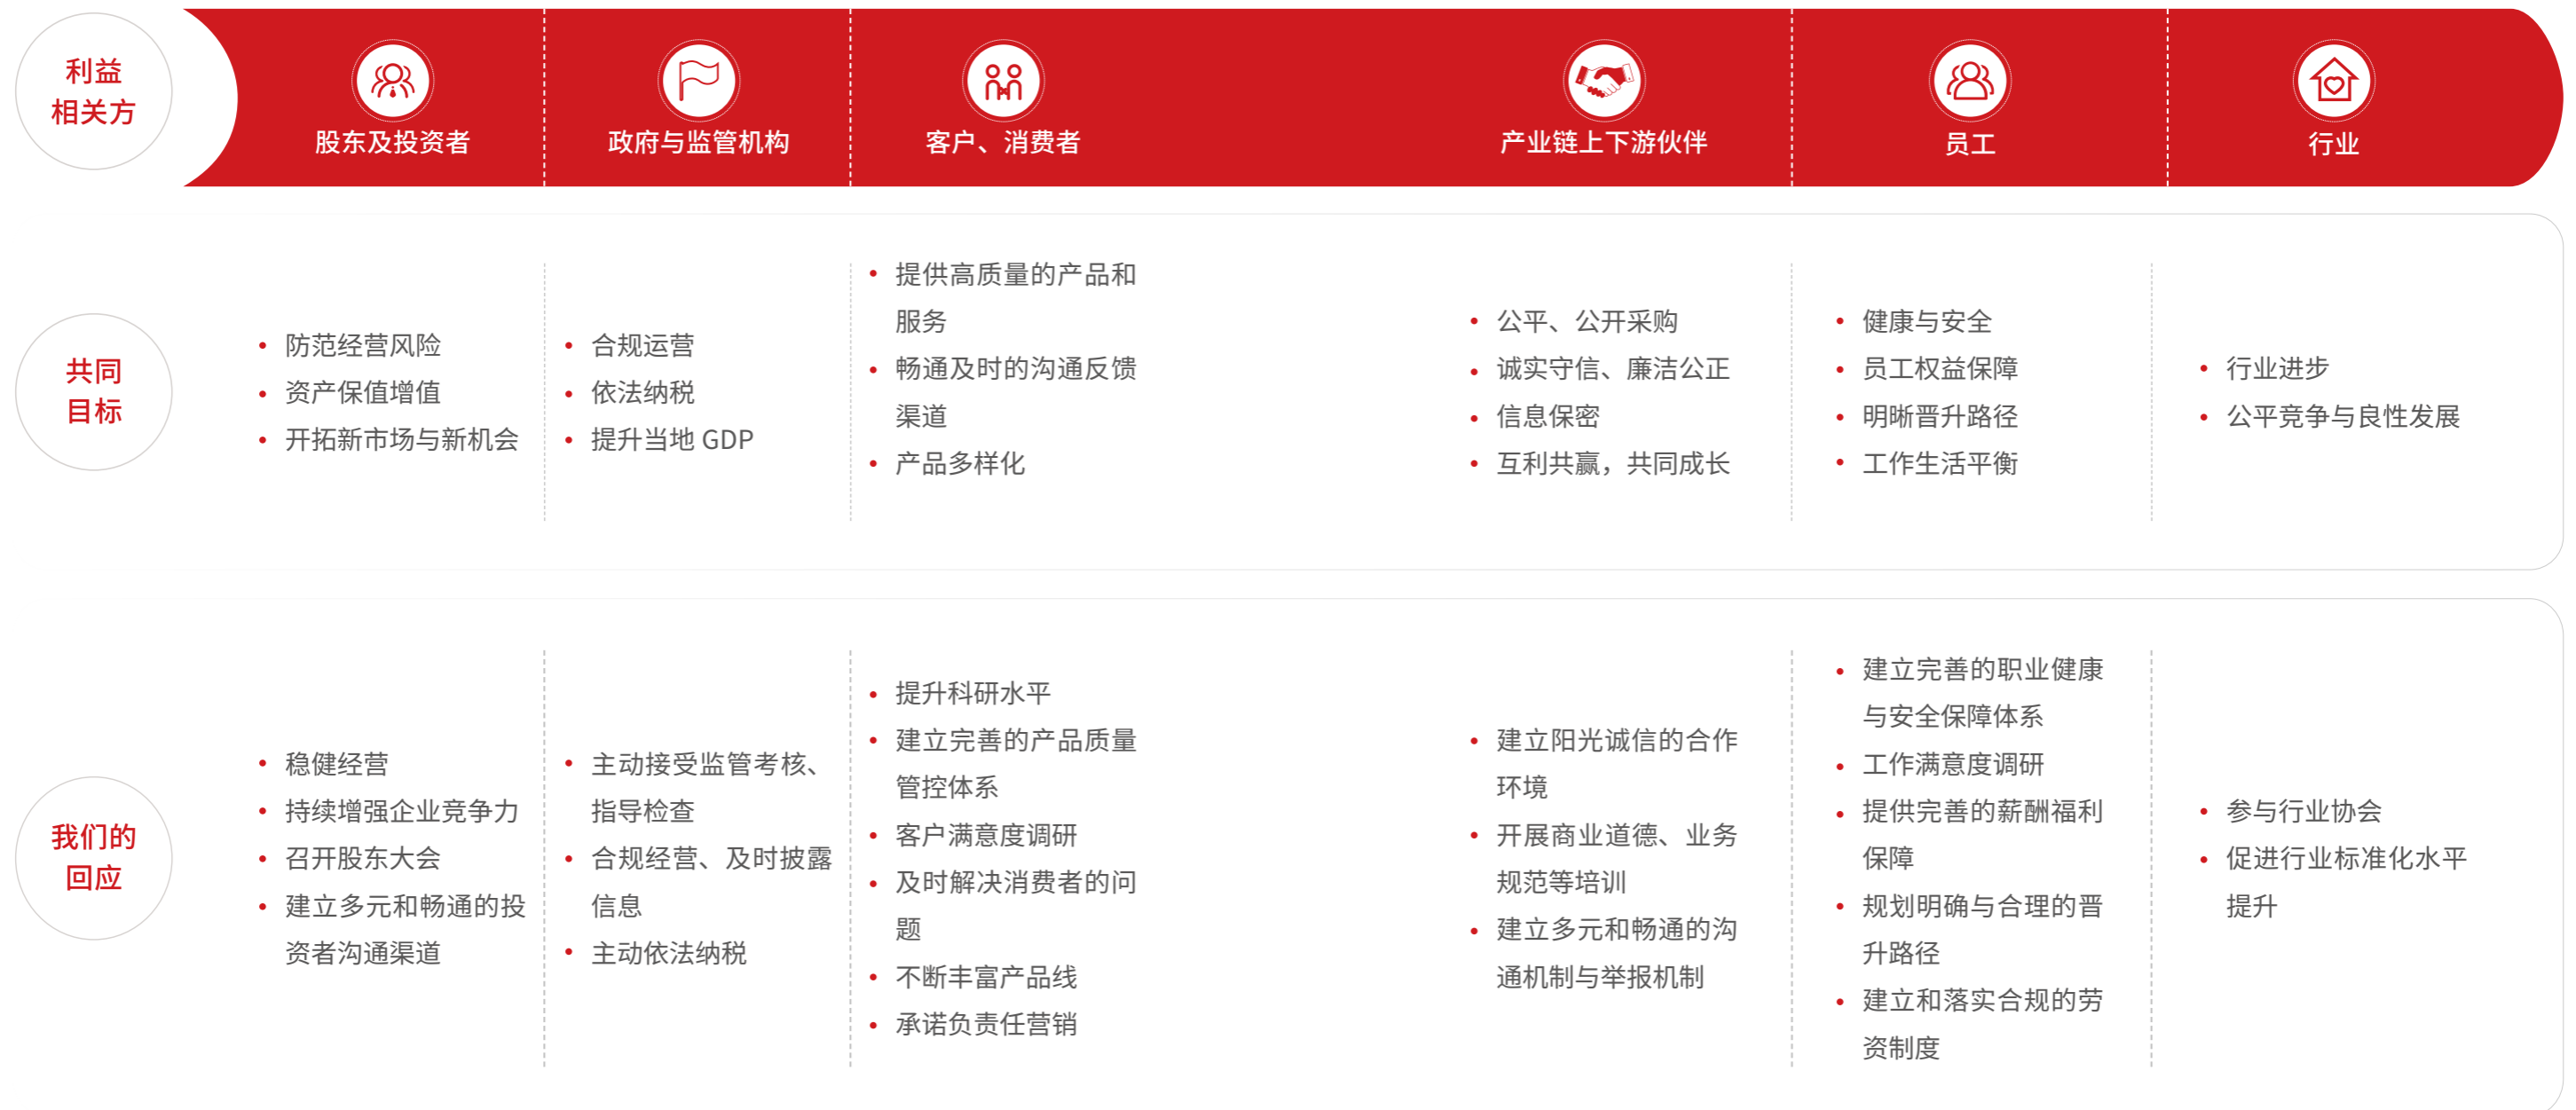 利益
相关方
股东及投资者
政府与监管机构
客户、消费者
产业链上下游伙伴
员工
行业
共同
目标
• 防范经营风险
• 资产保值增值
• 开拓新市场与新机会
• 合规运营
• 依法纳税
• 提升当地 GDP
• 提供高质量的产品和
服务
• 畅通及时的沟通反馈
渠道
• 产品多样化
• 公平、公开采购
• 诚实守信、廉洁公正
• 信息保密
• 互利共赢，共同成长
• 健康与安全
• 员工权益保障
• 明晰晋升路径
• 工作生活平衡
• 行业进步
• 公平竞争与良性发展
我们的
回应
• 稳健经营
• 持续增强企业竞争力
• 召开股东大会
• 建立多元和畅通的投
资者沟通渠道
• 主动接受监管考核、
指导检查
• 合规经营、及时披露
信息
• 主动依法纳税
• 提升科研水平
• 建立完善的产品质量
管控体系
• 客户满意度调研
• 及时解决消费者的问
题
• 不断丰富产品线
• 承诺负责任营销
• 建立阳光诚信的合作
环境
• 开展商业道德、业务
规范等培训
• 建立多元和畅通的沟
通机制与举报机制
• 建立完善的职业健康
与安全保障体系
• 工作满意度调研
• 提供完善的薪酬福利
保障
• 规划明确与合理的晋
升路径
• 建立和落实合规的劳
资制度
• 参与行业协会
• 促进行业标准化水平
提升